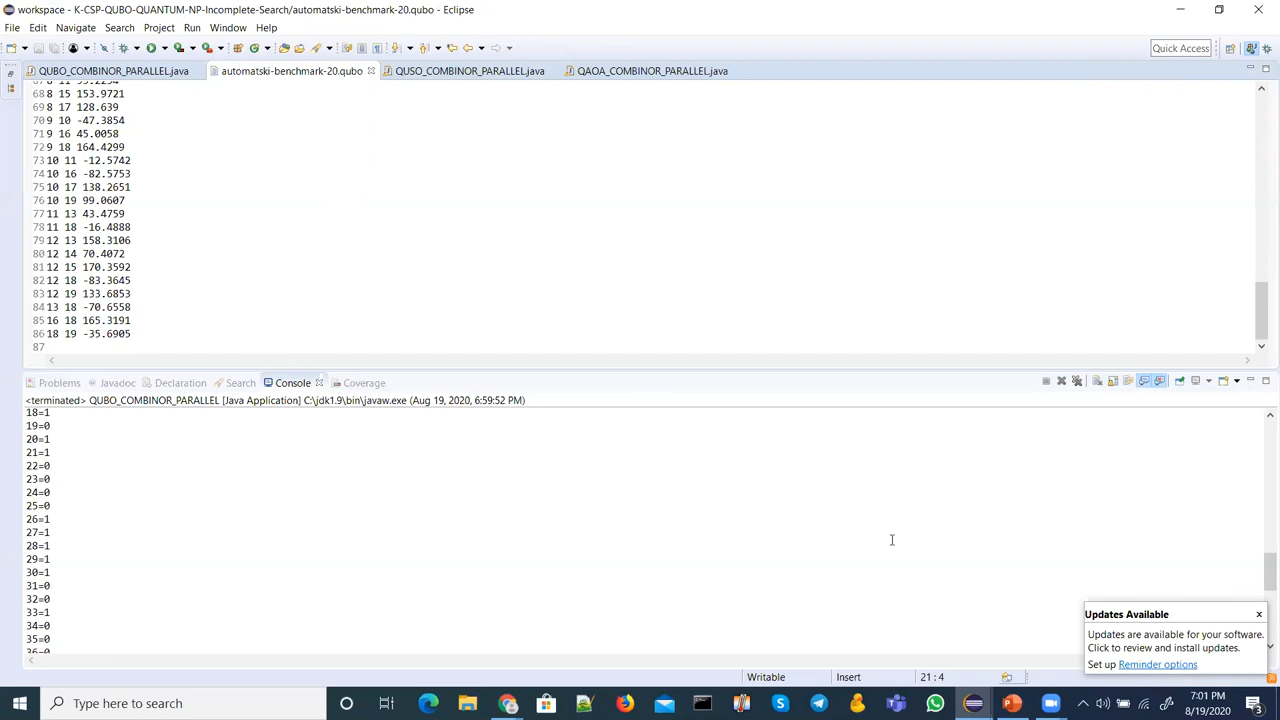 workspace - K-CSP-QUBO-QUANTUM-NP-Incomplete-Search/automatski-benchmark-20.qubo - Eclipse
File Edit Navigate Search Project Run Window Help
Quick Access
QUBO_COMBINOR_PARALLEL.java automatski-benchmark-20.qubo QUSO_COMBINOR_PARALLEL.java QAOA_COMBINOR_PARALLEL.java
68 8 15 153.9721
69 8 17 128.639
70 9 10 -47.3854
71 9 16 45.0058
72 9 18 164.4299
73 10 11 -12.5742
74 10 16 -82.5753
75 10 17 138.2651
76 10 19 99.0607
77 11 13 43.4759
78 11 18 -16.4888
79 12 13 158.3106
80 12 14 70.4072
81 12 15 170.3592
82 12 18 -83.3645
83 12 19 133.6853
84 13 18 -70.6558
85 16 18 165.3191
86 18 19 -35.6905
87
Problems Javadoc Declaration Search Console Coverage
<terminated> QUBO_COMBINOR_PARALLEL [Java Application] C:\jdk1.9\bin\javaw.exe (Aug 19, 2020, 6:59:52 PM)
18=1
19=0
20=1
21=1
22=0
23=0
24=0
25=0
26=1
27=1
28=1
29=1
30=1
31=0
32=0
33=1
34=0
35=0
36=0
Updates Available
Updates are available for your software.
Click to review and install updates.
Set up Reminder options
Writable Insert 21 : 4
Type here to search
7:01 PM
8/19/2020
3